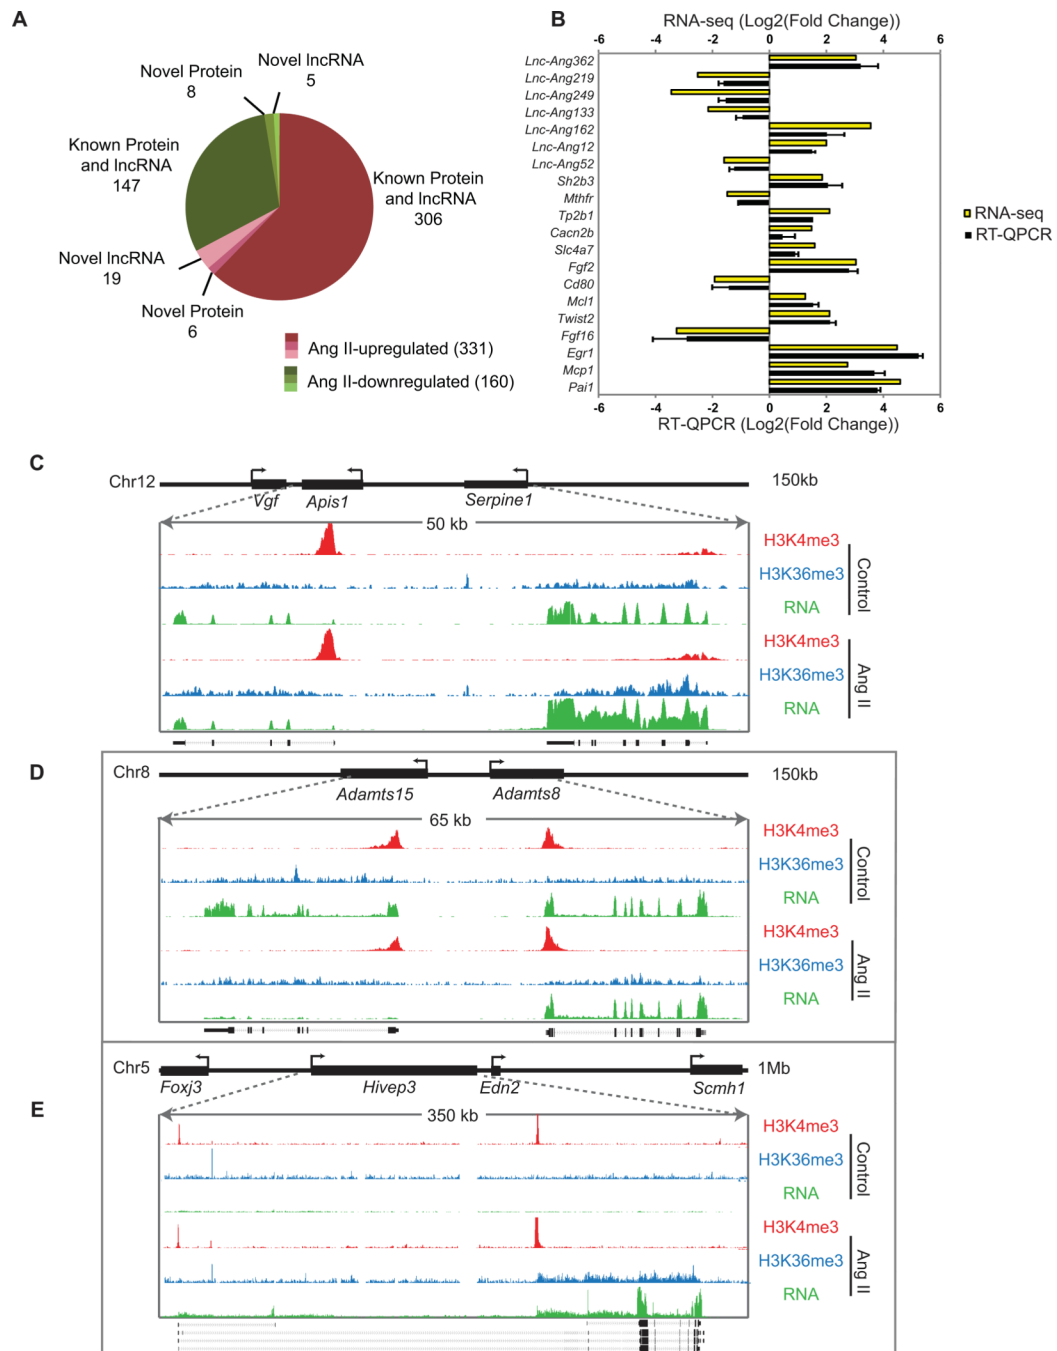 A
Novel lncRNA
5
Novel Protein
8
Known Protein
and lncRNA
147
Known Protein
and lncRNA
306
Novel lncRNA
19
Novel Protein
6
Ang II-upregulated (331)
Ang II-downregulated (160)
B
RNA-seq (Log2(Fold Change))
-6 -4 -2 0 2 4 6
Lnc-Ang362
Lnc-Ang219
Lnc-Ang249
Lnc-Ang133
Lnc-Ang162
Lnc-Ang12
Lnc-Ang52
Sh2b3
Mthfr
Tp2b1
Cacn2b
Slc4a7
Fgf2
Cd80
Mcl1
Twist2
Fgf16
Egr1
Mcp1
Pai1
-6 -4 -2 0 2 4 6
RT-QPCR (Log2(Fold Change))
RNA-seq
RT-QPCR
C
Chr12
Vgf Apis1 Serpine1
150kb
50 kb
H3K4me3
H3K36me3
RNA
Control
H3K4me3
H3K36me3
RNA
Ang II
D
Chr8
Adamts15 Adamts8
150kb
65 kb
H3K4me3
H3K36me3
RNA
Control
H3K4me3
H3K36me3
RNA
Ang II
E
Chr5
Foxj3 Hivep3 Edn2 Scmh1
1Mb
350 kb
H3K4me3
H3K36me3
RNA
Control
H3K4me3
H3K36me3
RNA
Ang II